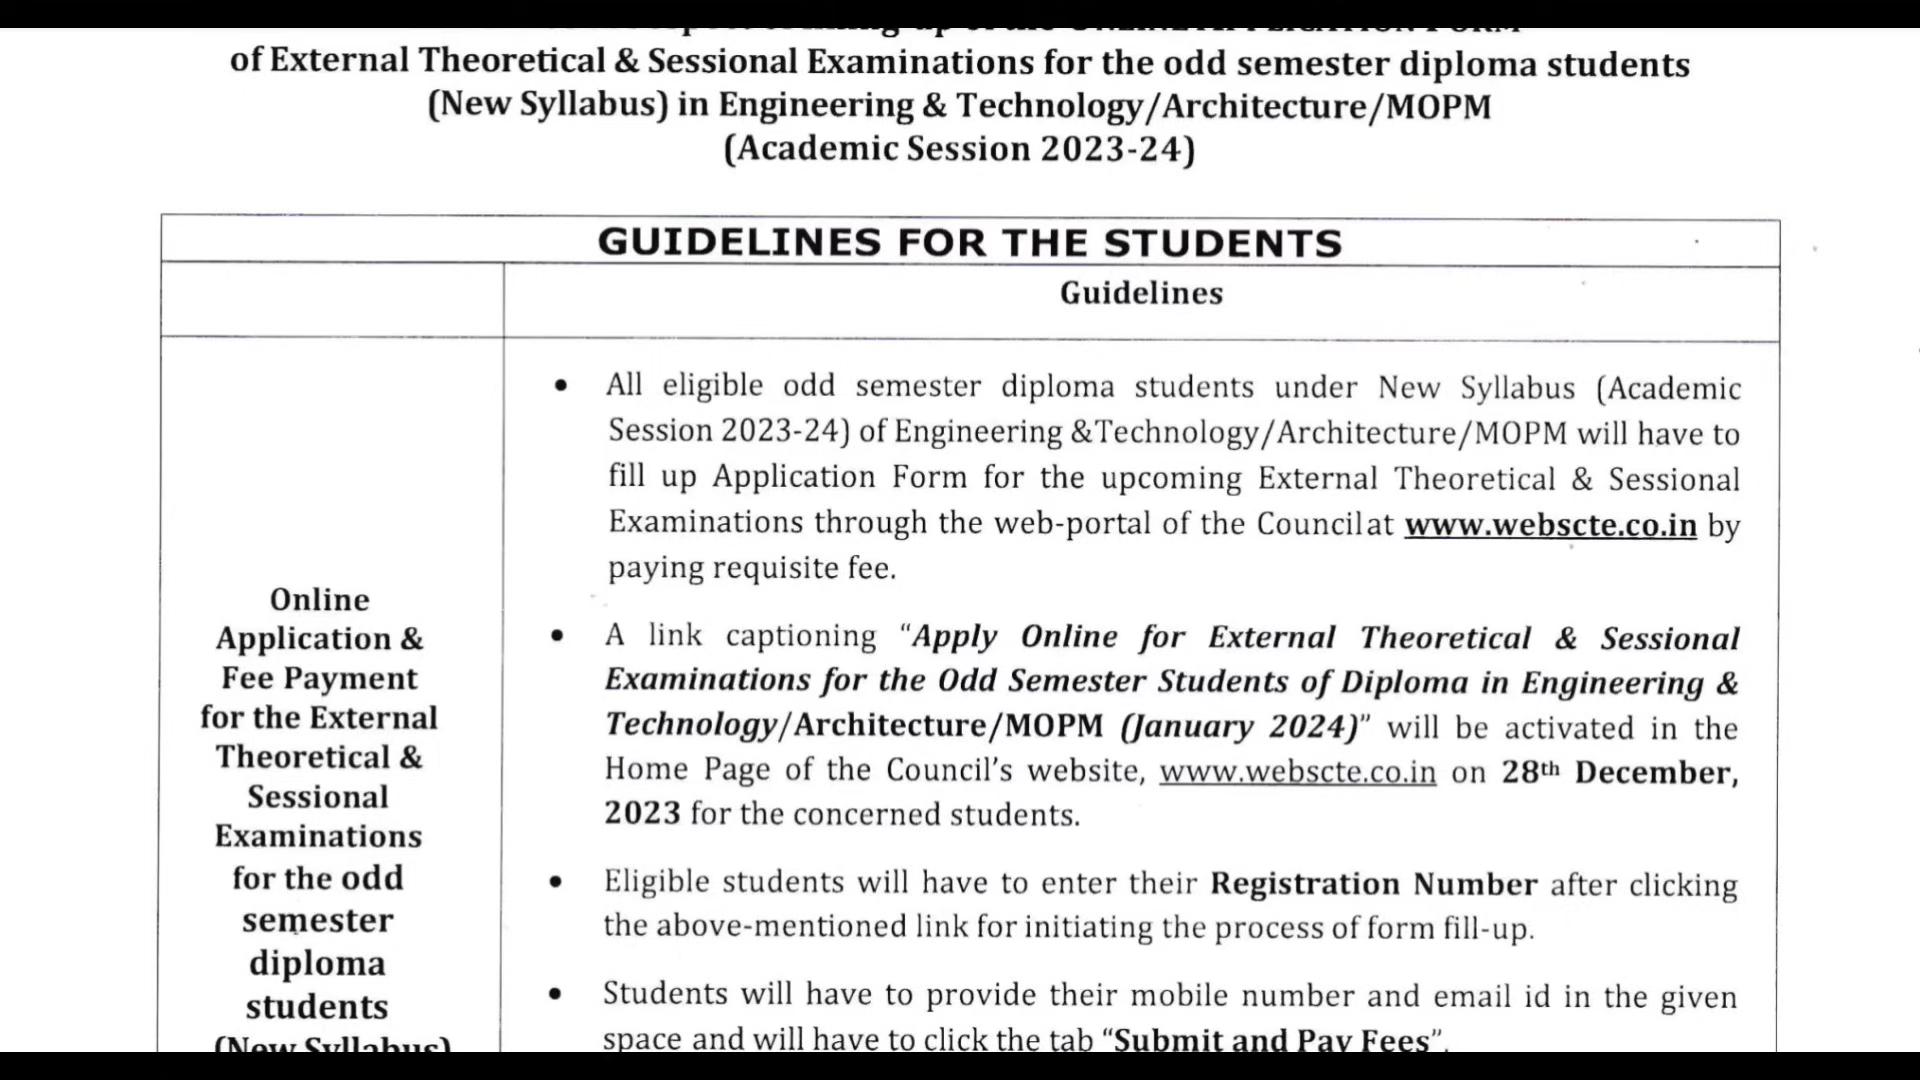 of External Theoretical & Sessional Examinations for the odd semester diploma students
(New Syllabus) in Engineering & Technology/Architecture/MOPM
(Academic Session 2023-24)
GUIDELINES FOR THE STUDENTS
Guidelines
Online
Application &
Fee Payment
for the External
Theoretical &
Sessional
Examinations
for the odd
semester
diploma
students
(New Syllabus)
All eligible odd semester diploma students under New Syllabus (Academic
Session 2023-24) of Engineering &Technology/Architecture/MOPM will have to
fill up Application Form for the upcoming External Theoretical & Sessional
Examinations through the web-portal of the Councilat www.webscte.co.in by
paying requisite fee.
A link captioning “Apply Online for External Theoretical & Sessional
Examinations for the Odd Semester Students of Diploma in Engineering &
Technology/Architecture/MOPM (January 2024)” will be activated in the
Home Page of the Council’s website, www.webscte.co.in on 28th December,
2023 for the concerned students.
Eligible students will have to enter their Registration Number after clicking
the above-mentioned link for initiating the process of form fill-up.
Students will have to provide their mobile number and email id in the given
space and will have to click the tab “Submit and Pay Fees”.